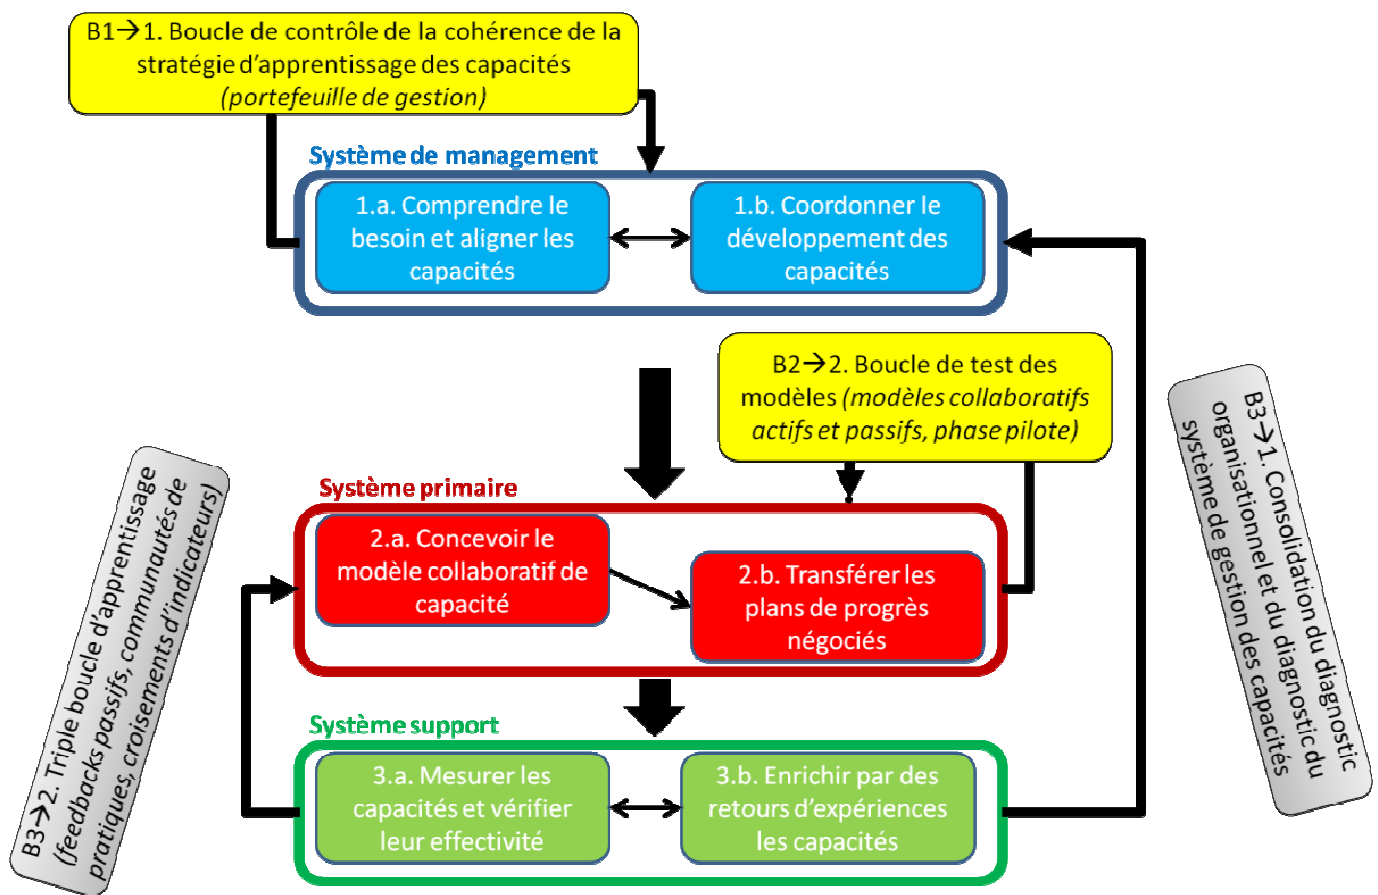 B1→1. Boucle de contrôle de la cohérence de la
stratégie d'apprentissage des capacités
(portefeuille de gestion)
Système de management
1.a. Comprendre le
besoin et aligner les
capacités
1.b. Coordonner le
développement des
capacités
B2→2. Boucle de test des
modèles (modèles collaboratifs
actifs et passifs, phase pilote)
B3→1. Consolidation du diagnostic
organisationnel et du diagnostic du
système de gestion des capacités
Système primaire
2.a. Concevoir le
modèle collaboratif de
capacité
2.b. Transférer les
plans de progrès
négociés
B3→2. Triple boucle d'apprentissage
(feedbacks passifs, communautés de
pratiques, croisements d'indicateurs)
Système support
3.a. Mesurer les
capacités et vérifier
leur effectivité
3.b. Enrichir par des
retours d'expériences
les capacités